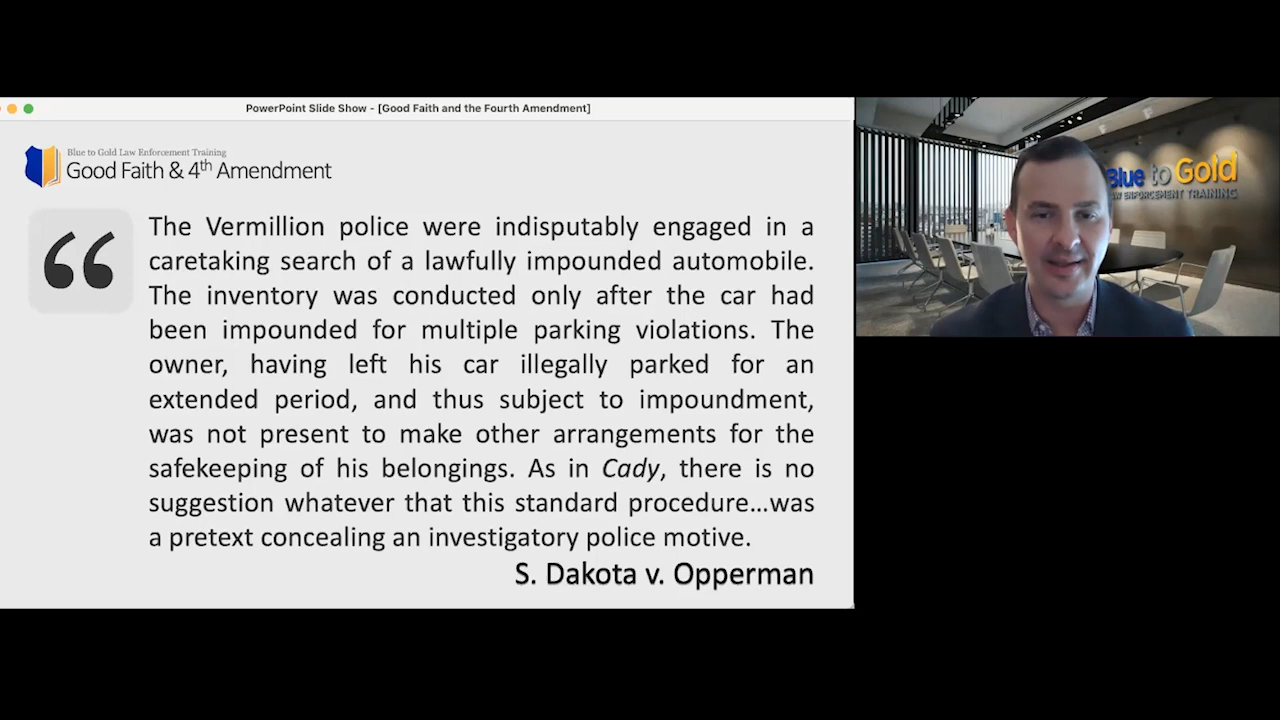 PowerPoint Slide Show - [Good Faith and the Fourth Amendment]
Blue to Gold Law Enforcement Training
Good Faith & 4th Amendment
The Vermillion police were indisputably engaged in a
caretaking search of a lawfully impounded automobile.
The inventory was conducted only after the car had
been impounded for multiple parking violations. The
owner, having left his car illegally parked for an
extended period, and thus subject to impoundment,
was not present to make other arrangements for the
safekeeping of his belongings. As in Cady, there is no
suggestion whatever that this standard procedure…was
a pretext concealing an investigatory police motive.
S. Dakota v. Opperman
Blue to Gold
ENFORCEMENT TRAINING